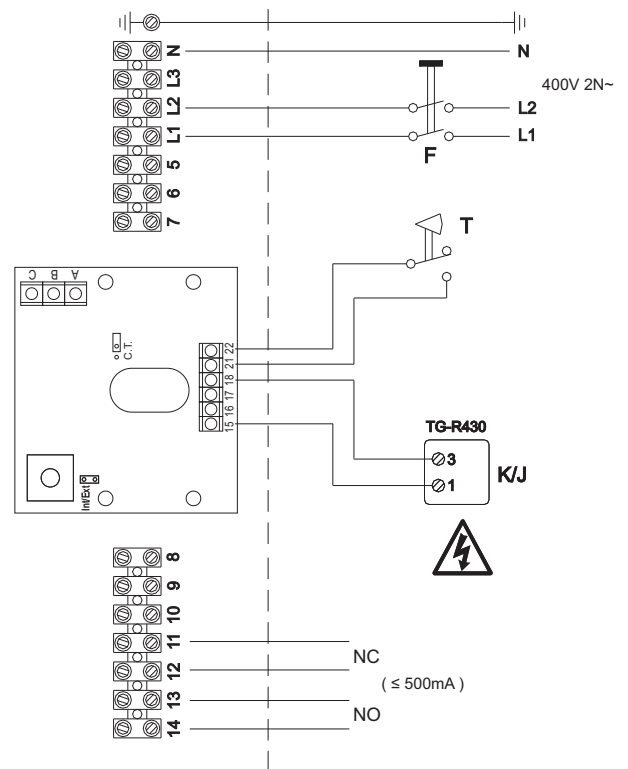 N
N
L3
400V 2N~
L2
L2
L1
L1
F
5
6
7
T
C B A
C.T.
22
21
18
17
16
15
TG-R430
3
K/J
1
Int/Ext
8
9
10
11
NC
12
( ≤ 500mA )
13
NO
14